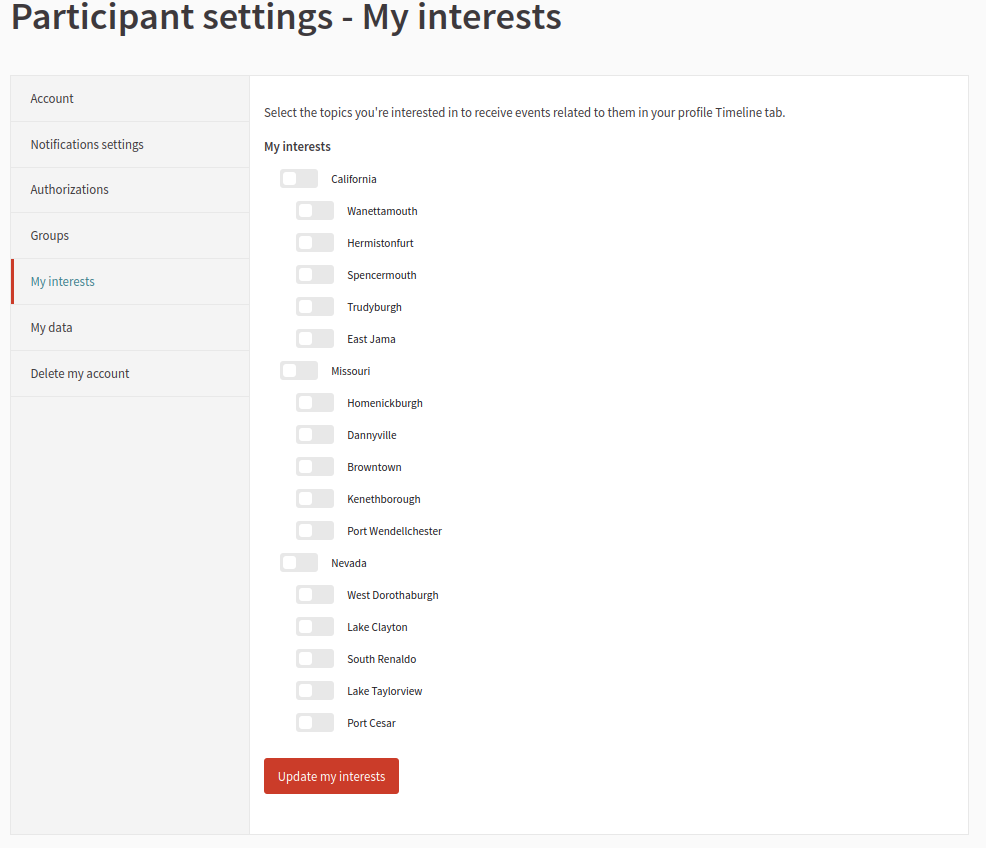 Participant settings - My interests
Account
Notifications settings
Authorizations
Groups
My interests
My data
Delete my account
Select the topics you're interested in to receive events related to them in your profile Timeline tab.
My interests
California
Wanettamouth
Hermistonfurt
Spencermouth
Trudyburgh
East Jama
Missouri
Homenickburgh
Dannyville
Browntown
Kenethborough
Port Wendellchester
Nevada
West Dorothaburgh
Lake Clayton
South Renaldo
Lake Taylorview
Port Cesar
Update my interests